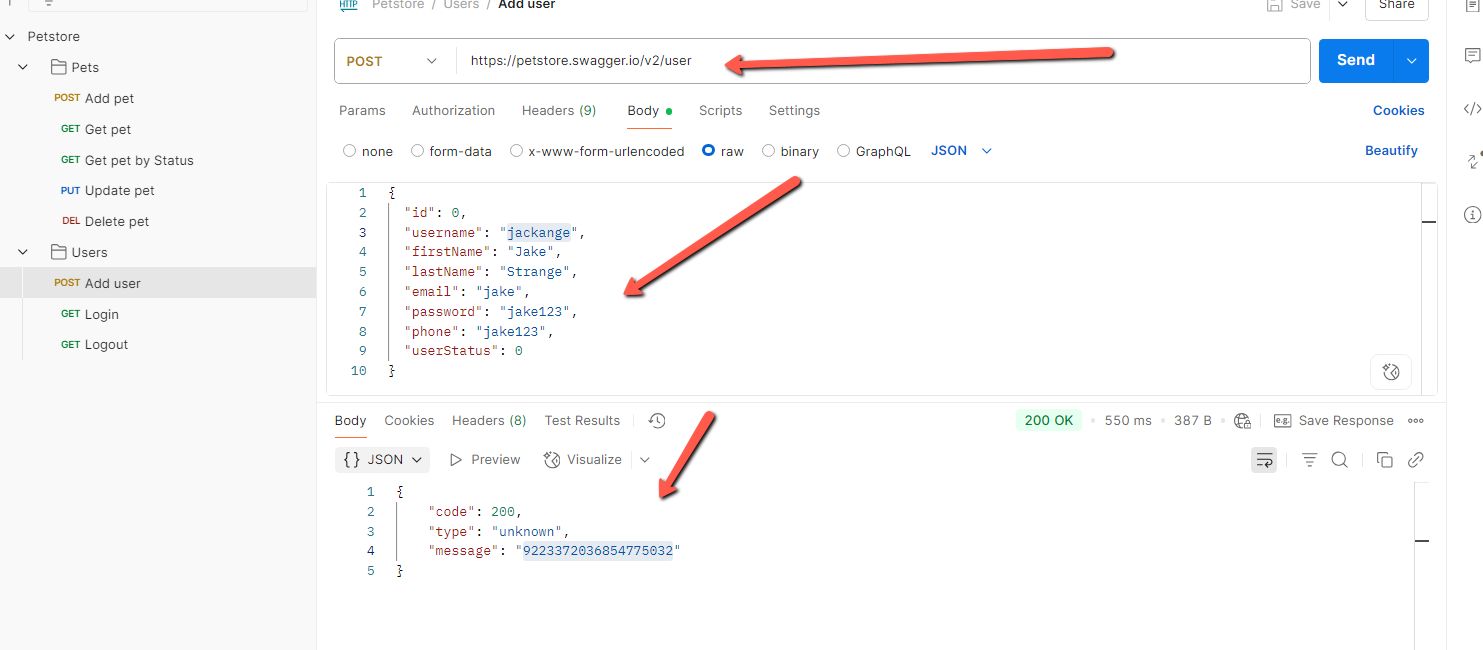 HTTP Petstore / Users / Add user Save Share
Petstore
Pets
POST Add pet
GET Get pet
GET Get pet by Status
PUT Update pet
DEL Delete pet
Users
POST Add user
GET Login
GET Logout
POST https://petstore.swagger.io/v2/user Send
Params Authorization Headers (9) Body Scripts Settings Cookies
none form-data x-www-form-urlencoded raw binary GraphQL JSON Beautify
1 {
2 "id": 0,
3 "username": "jackange",
4 "firstName": "Jake",
5 "lastName": "Strange",
6 "email": "jake",
7 "password": "jake123",
8 "phone": "jake123",
9 "userStatus": 0
10 }
Body Cookies Headers (8) Test Results 200 OK • 550 ms • 387 B • e.g. Save Response
{} JSON Preview Visualize
1 {
2 "code": 200,
3 "type": "unknown",
4 "message": "9223372036854775032"
5 }